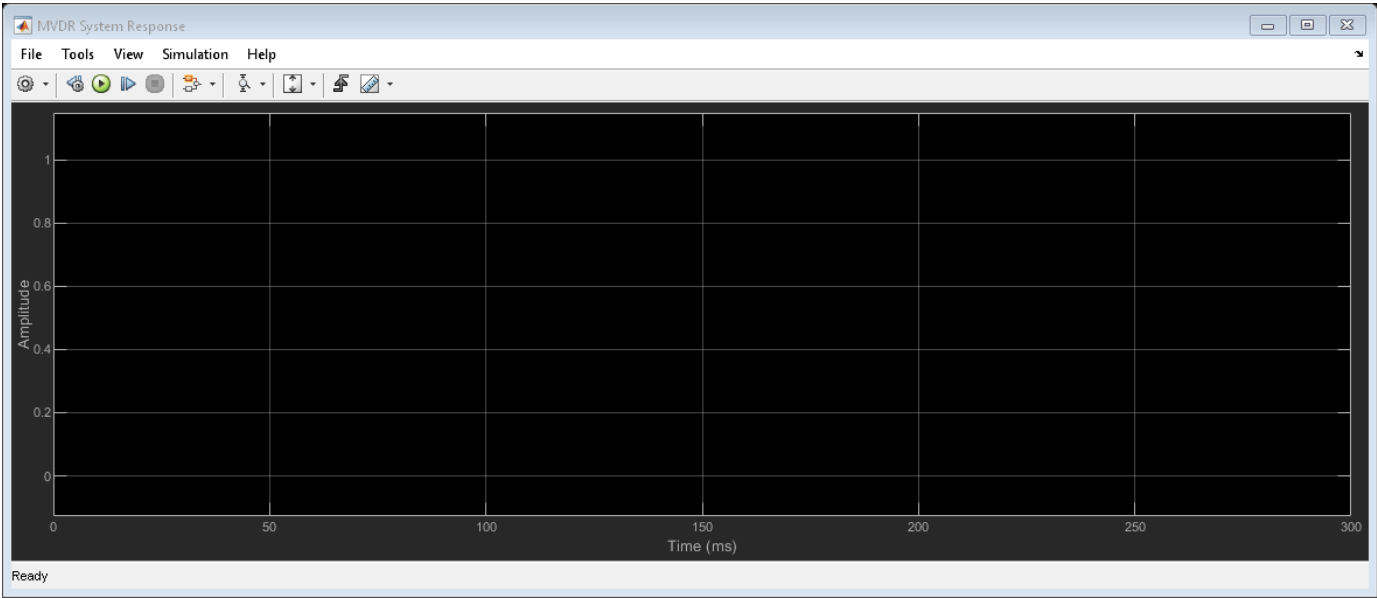 MVDR System Response
File Tools View Simulation Help
1
0.8
0.6
0.4
0.2
0
Amplitude
0 50 100 150 200 250 300
Time (ms)
Ready